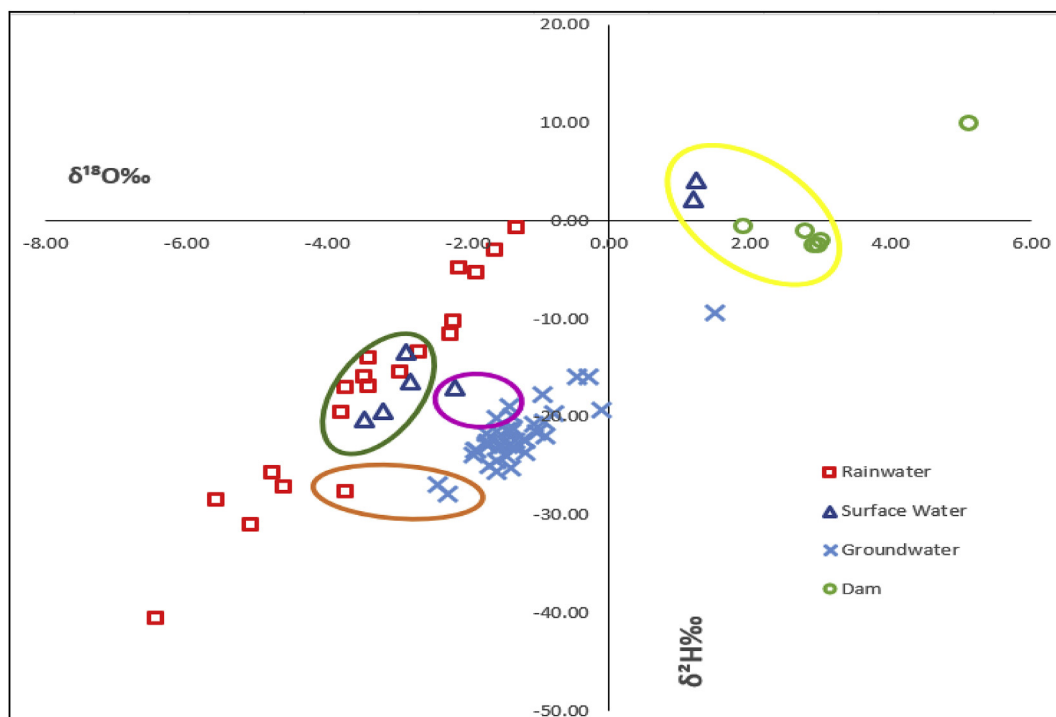 20.00
10.00
δ¹⁸O‰
0.00
-8.00 -6.00 -4.00 -2.00 0.00 2.00 4.00 6.00
-10.00
-20.00
Rainwater
-30.00
Surface Water
Groundwater
Dam
-40.00
δ²H‰
-50.00